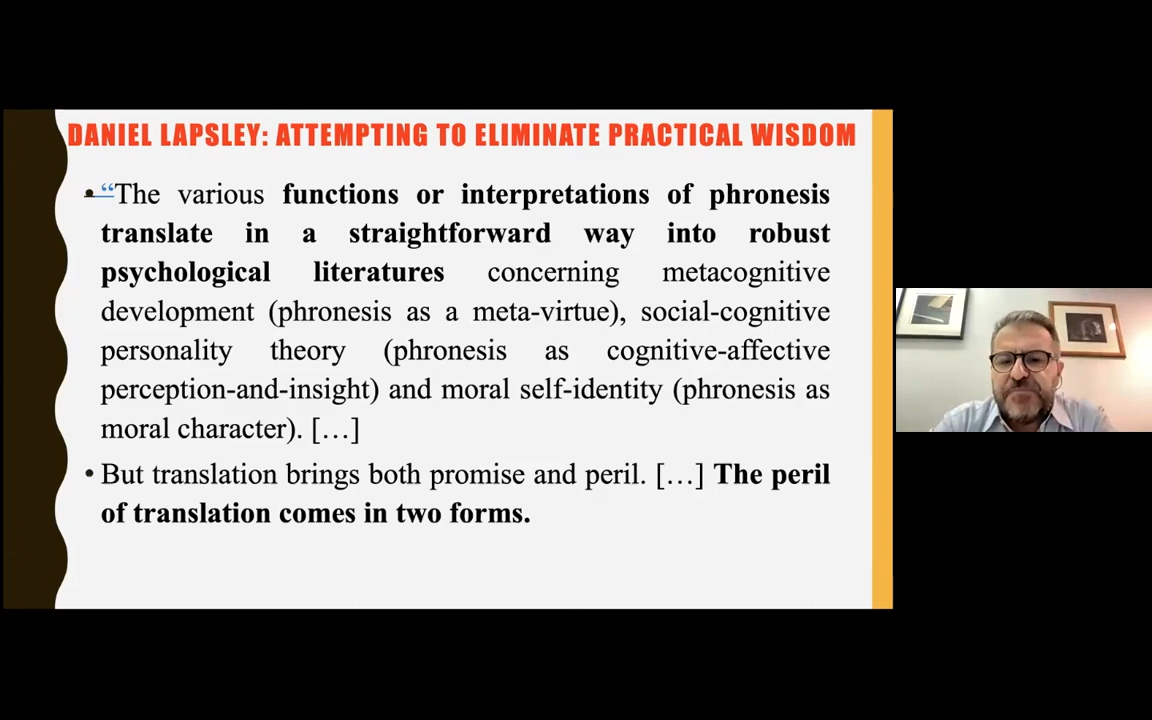 DANIEL LAPSLEY: ATTEMPTING TO ELIMINATE PRACTICAL WISDOM
• “The various functions or interpretations of phronesis
translate in a straightforward way into robust
psychological literatures concerning metacognitive
development (phronesis as a meta-virtue), social-cognitive
personality theory (phronesis as cognitive-affective
perception-and-insight) and moral self-identity (phronesis as
moral character). […]
• But translation brings both promise and peril. […] The peril
of translation comes in two forms.